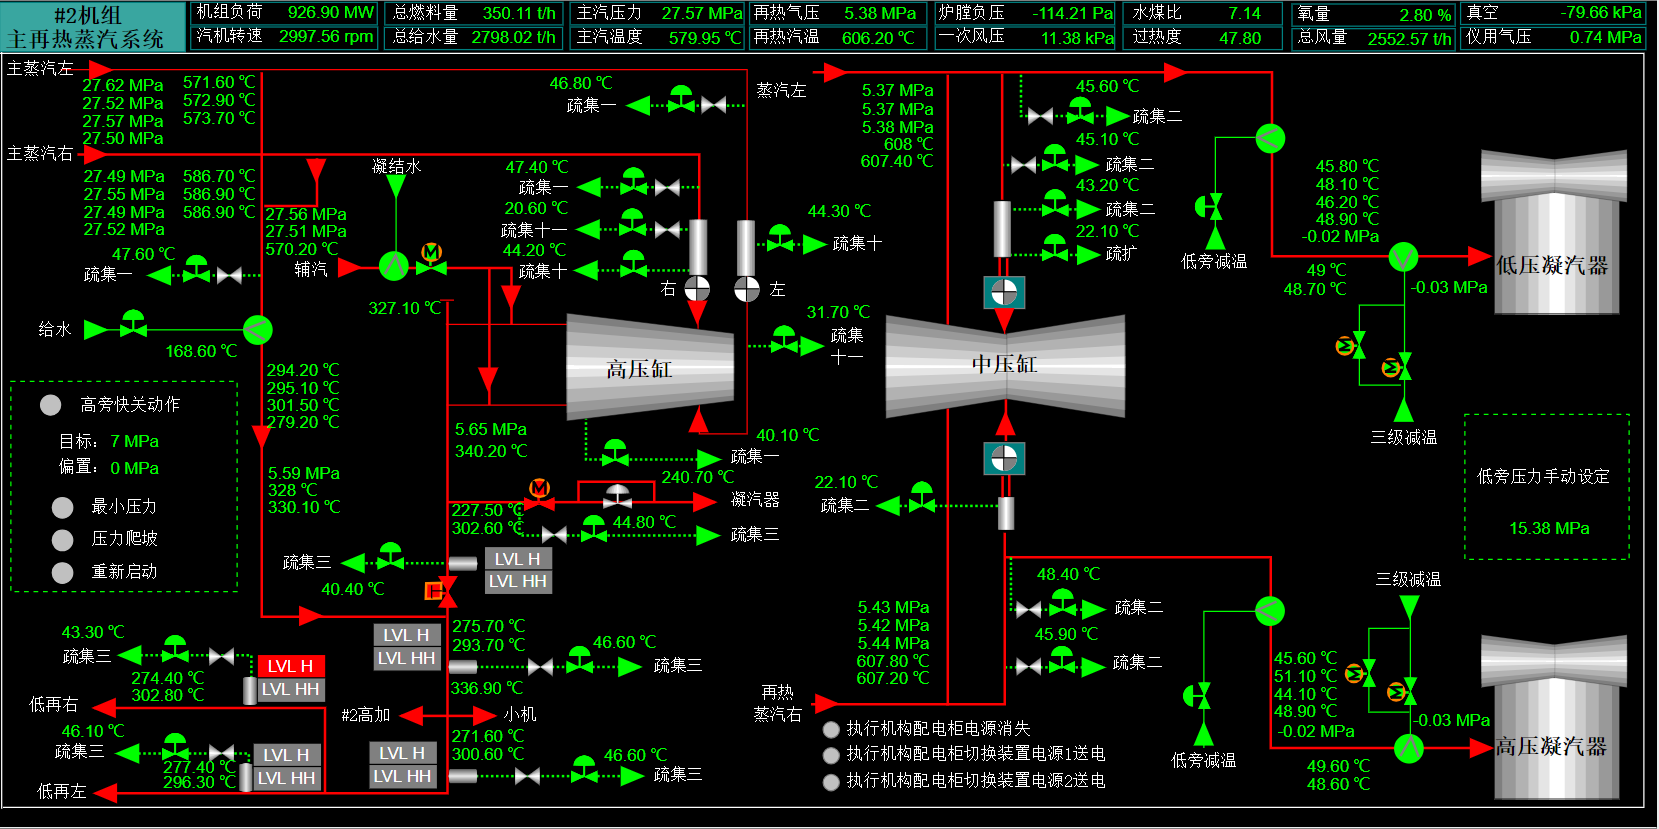 #2机组
主再热蒸汽系统
机组负荷 926.90 MW
汽机转速 2997.56 rpm
总燃料量 350.11 t/h
总给水量 2798.02 t/h
主汽压力 27.57 MPa
主汽温度 579.95 ℃
再热气压 5.38 MPa
再热汽温 606.20 ℃
炉膛负压 -114.21 Pa
一次风压 11.38 kPa
水煤比 7.14
过热度 47.80
氧量 2.80 %
总风量 2552.57 t/h
真空 -79.66 kPa
仪用气压 0.74 MPa
主蒸汽左
27.62 MPa 571.60 ℃
27.52 MPa 572.90 ℃
27.57 MPa 573.70 ℃
27.50 MPa
主蒸汽右
27.49 MPa 586.70 ℃
27.55 MPa 586.90 ℃
27.49 MPa 586.90 ℃
27.52 MPa
27.56 MPa
27.51 MPa
570.20 ℃
47.60 ℃
疏集一
给水
168.60 ℃
凝结水
辅汽
M
327.10 ℃
46.80 ℃
疏集一
47.40 ℃
疏集一
20.60 ℃
疏集十一
44.20 ℃
疏集十
右
左
44.30 ℃
疏集十
31.70 ℃
疏集
十一
高压缸
40.10 ℃
疏集一
240.70 ℃
凝汽器
M
5.65 MPa
340.20 ℃
227.50 ℃
302.60 ℃
44.80 ℃
疏集三
294.20 ℃
295.10 ℃
301.50 ℃
279.20 ℃
5.59 MPa
328 ℃
330.10 ℃
高旁快关动作
目标: 7 MPa
偏置: 0 MPa
最小压力
压力爬坡
重新启动
疏集三
40.40 ℃
LVL H
LVL HH
275.70 ℃
293.70 ℃
LVL H
LVL HH
46.60 ℃
疏集三
336.90 ℃
#2高加
小机
271.60 ℃
300.60 ℃
LVL H
LVL HH
46.60 ℃
疏集三
43.30 ℃
疏集三
274.40 ℃
302.80 ℃
LVL H
LVL HH
低再右
46.10 ℃
疏集三
277.40 ℃
296.30 ℃
LVL H
LVL HH
低再左
蒸汽左
5.37 MPa
5.37 MPa
5.38 MPa
608 ℃
607.40 ℃
45.60 ℃
疏集二
45.10 ℃
疏集二
43.20 ℃
疏集二
22.10 ℃
疏扩
中压缸
22.10 ℃
疏集二
48.40 ℃
疏集二
45.90 ℃
疏集二
5.43 MPa
5.42 MPa
5.44 MPa
607.80 ℃
607.20 ℃
再热
蒸汽右
执行机构配电柜电源消失
执行机构配电柜切换装置电源1送电
执行机构配电柜切换装置电源2送电
低旁减温
45.80 ℃
48.10 ℃
46.20 ℃
48.90 ℃
-0.02 MPa
49 ℃
48.70 ℃
-0.03 MPa
低压凝汽器
M
M
三级减温
低旁压力手动设定
15.38 MPa
三级减温
M
M
低旁减温
45.60 ℃
51.10 ℃
44.10 ℃
48.90 ℃
-0.02 MPa
-0.03 MPa
49.60 ℃
48.60 ℃
高压凝汽器